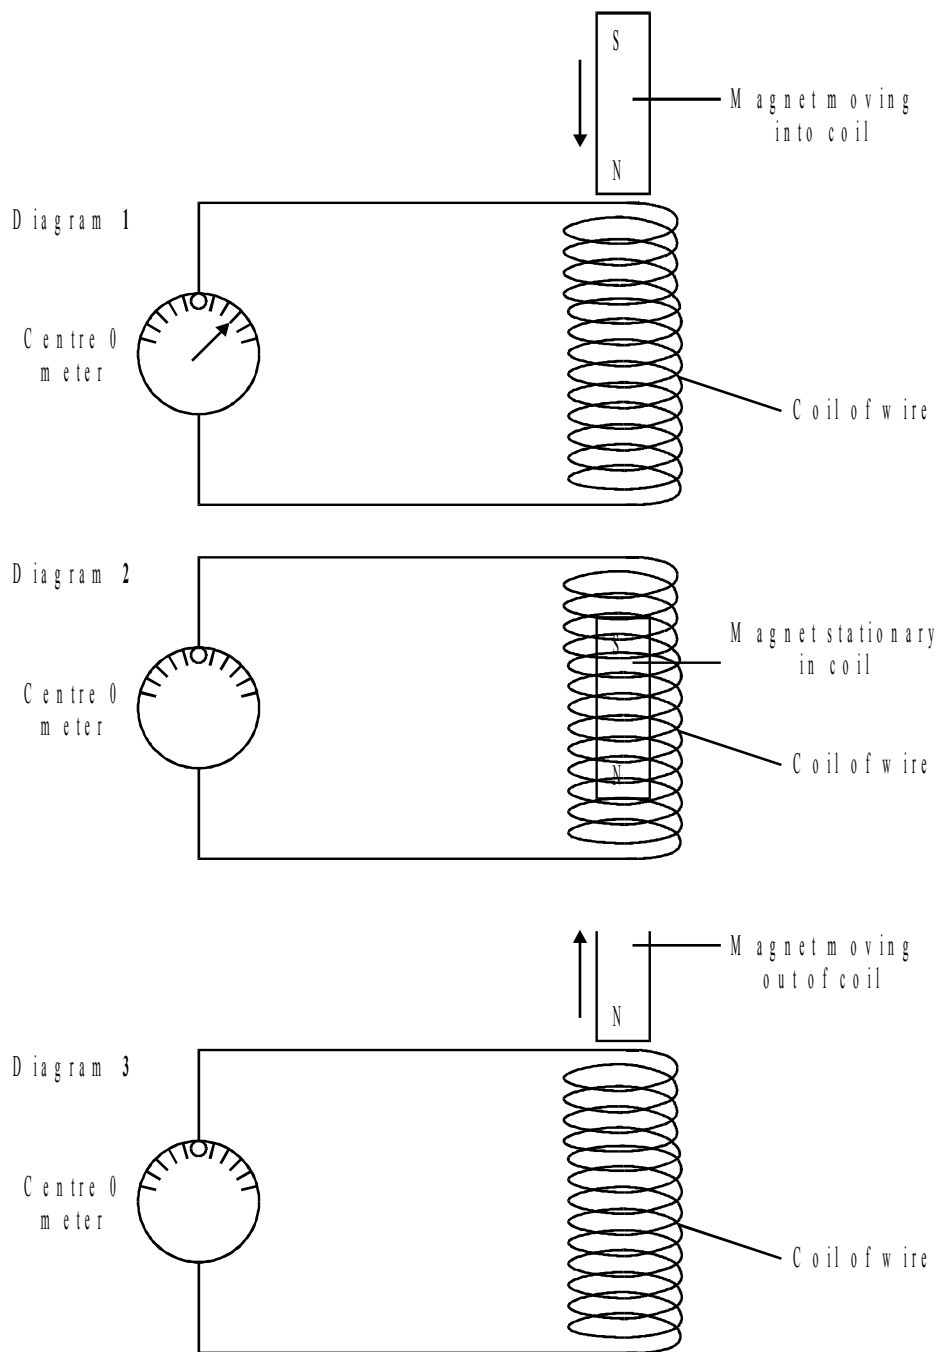 S
Magnet moving
into coil
N
Diagram 1
Centre 0
meter
Coil of wire
Diagram 2
S
Magnet stationary
in coil
Centre 0
meter
Coil of wire
N
Magnet moving
out of coil
N
Diagram 3
Centre 0
meter
Coil of wire